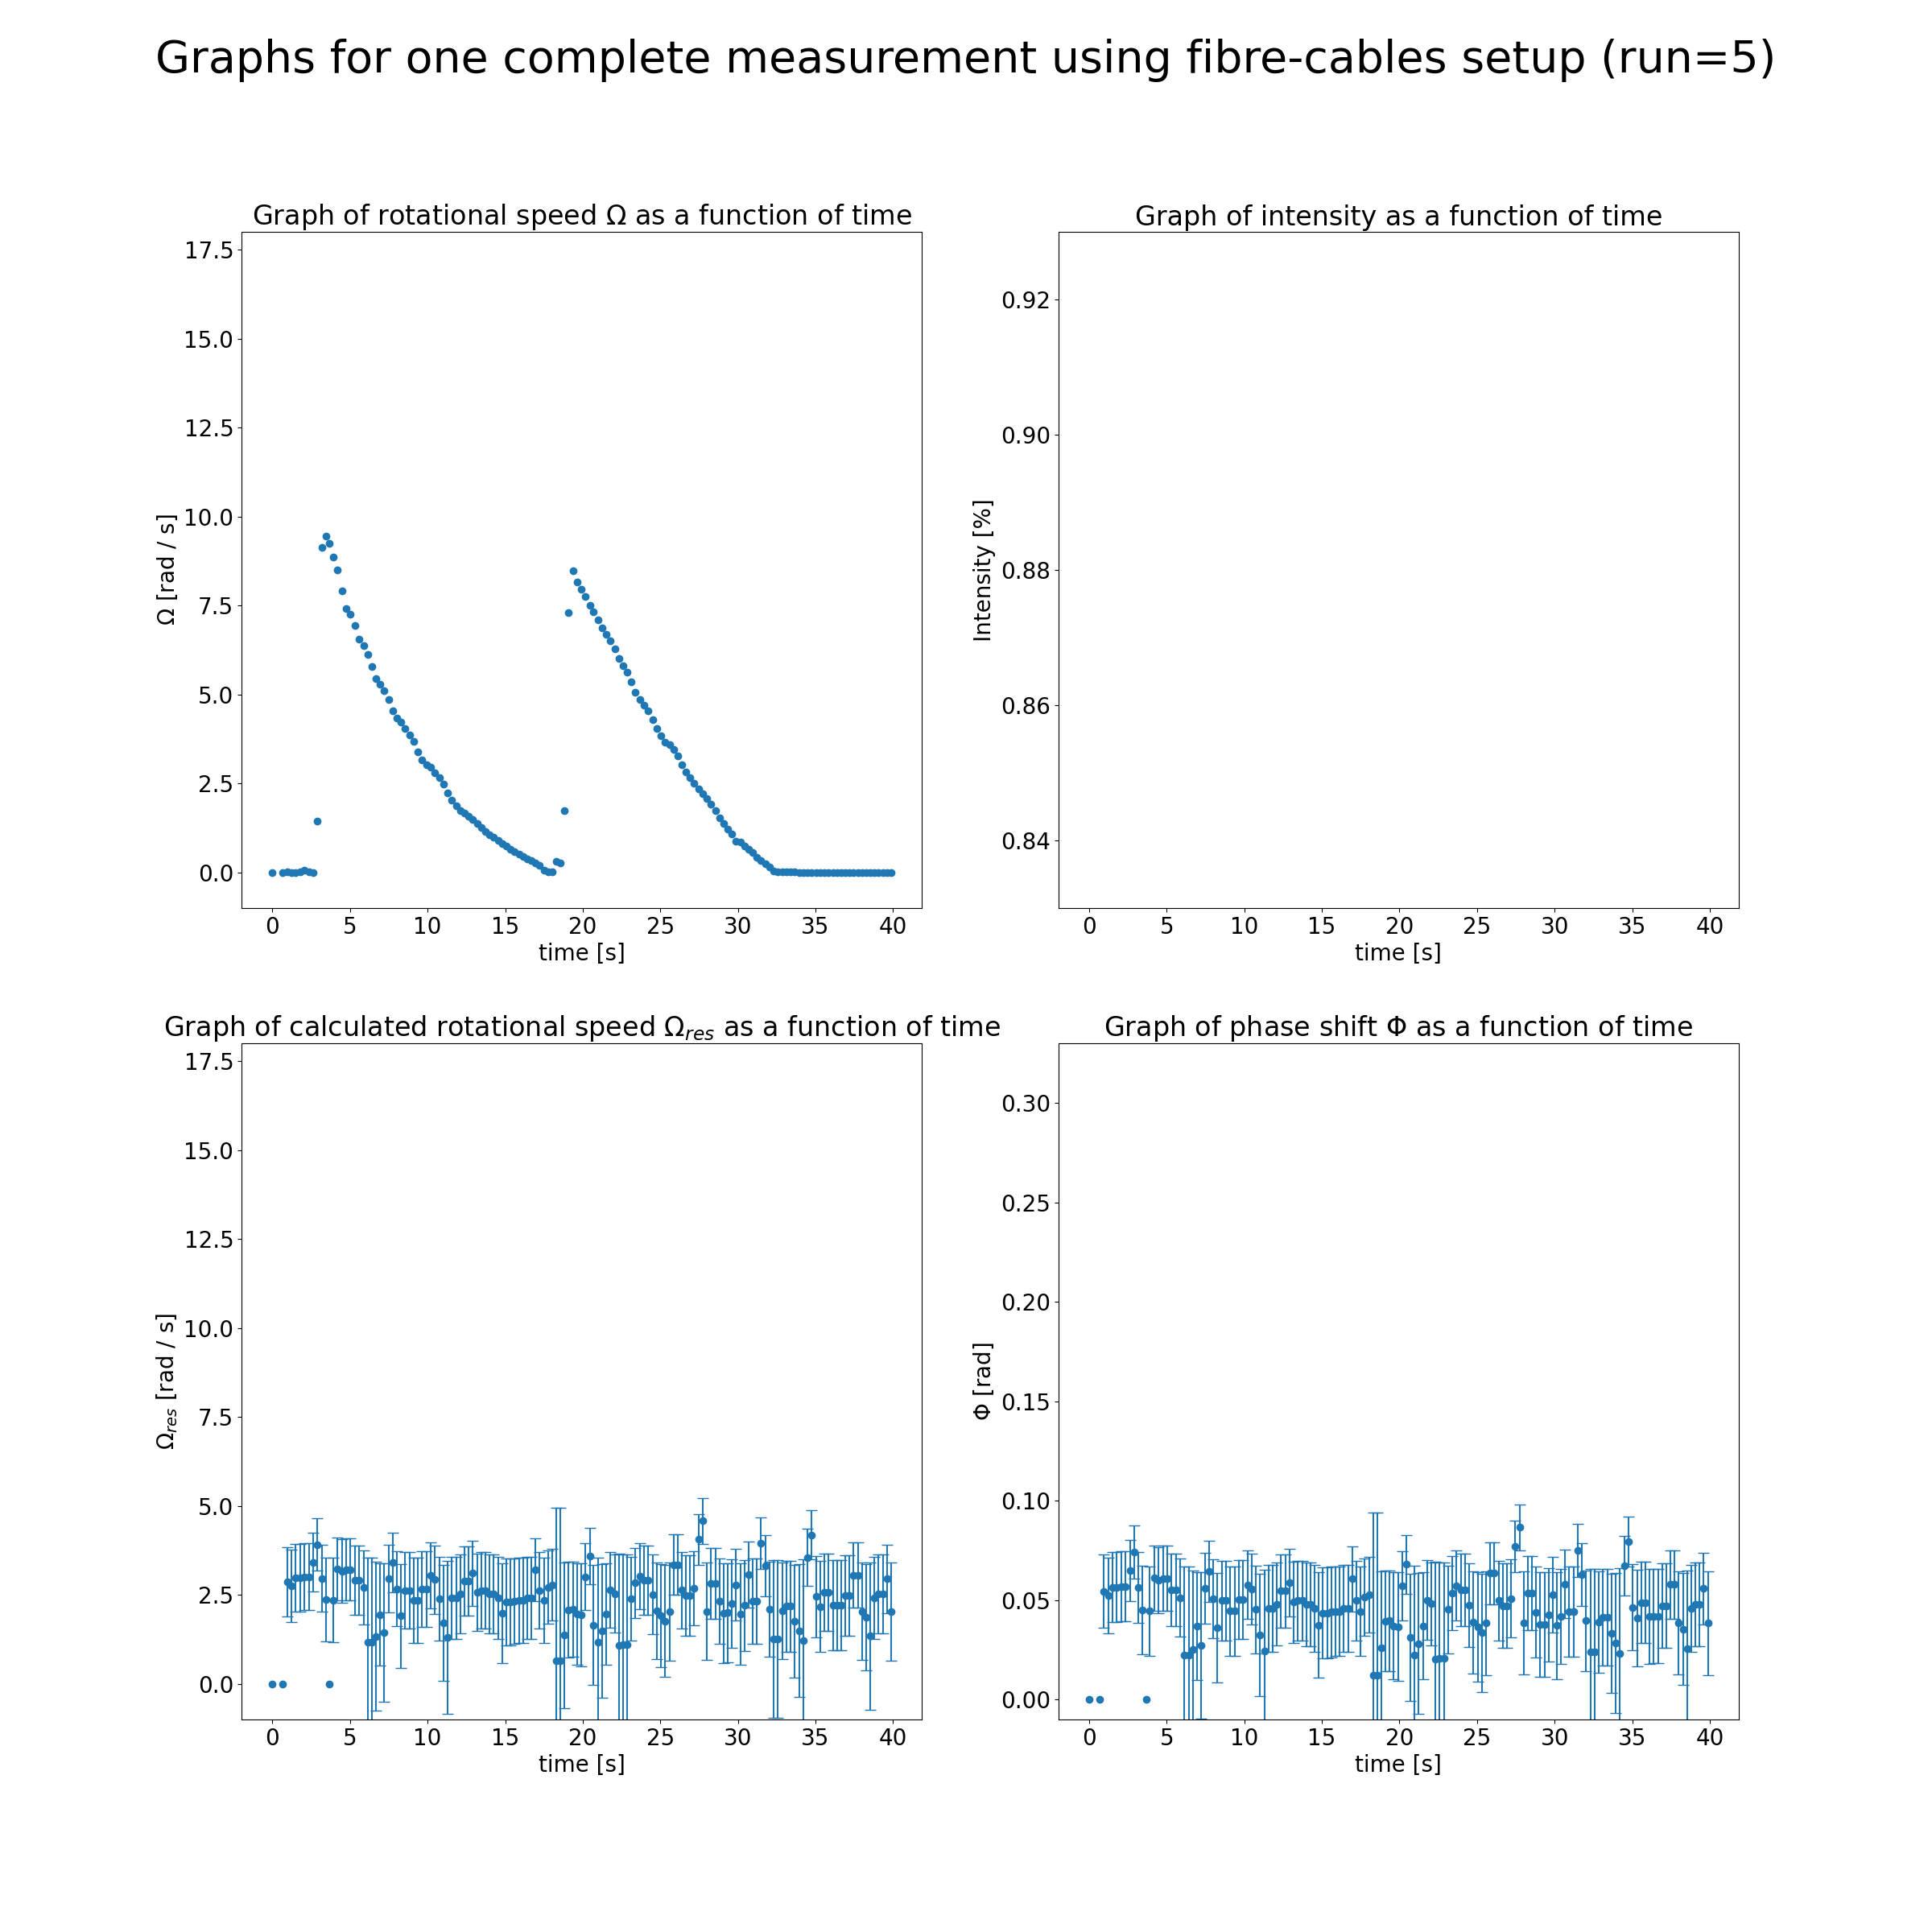 Graphs for one complete measurement using fibre-cables setup (run=5)
Graph of rotational speed Ω as a function of time
17.5
15.0
12.5
10.0
7.5
5.0
2.5
0.0
Ω [rad / s]
0 5 10 15 20 25 30 35 40
time [s]
Graph of intensity as a function of time
0.92
0.90
0.88
0.86
0.84
Intensity [%]
0 5 10 15 20 25 30 35 40
time [s]
Graph of calculated rotational speed Ωres as a function of time
17.5
15.0
12.5
10.0
7.5
5.0
2.5
0.0
Ωres [rad / s]
0 5 10 15 20 25 30 35 40
time [s]
Graph of phase shift Φ as a function of time
0.30
0.25
0.20
0.15
0.10
0.05
0.00
Φ [rad]
0 5 10 15 20 25 30 35 40
time [s]